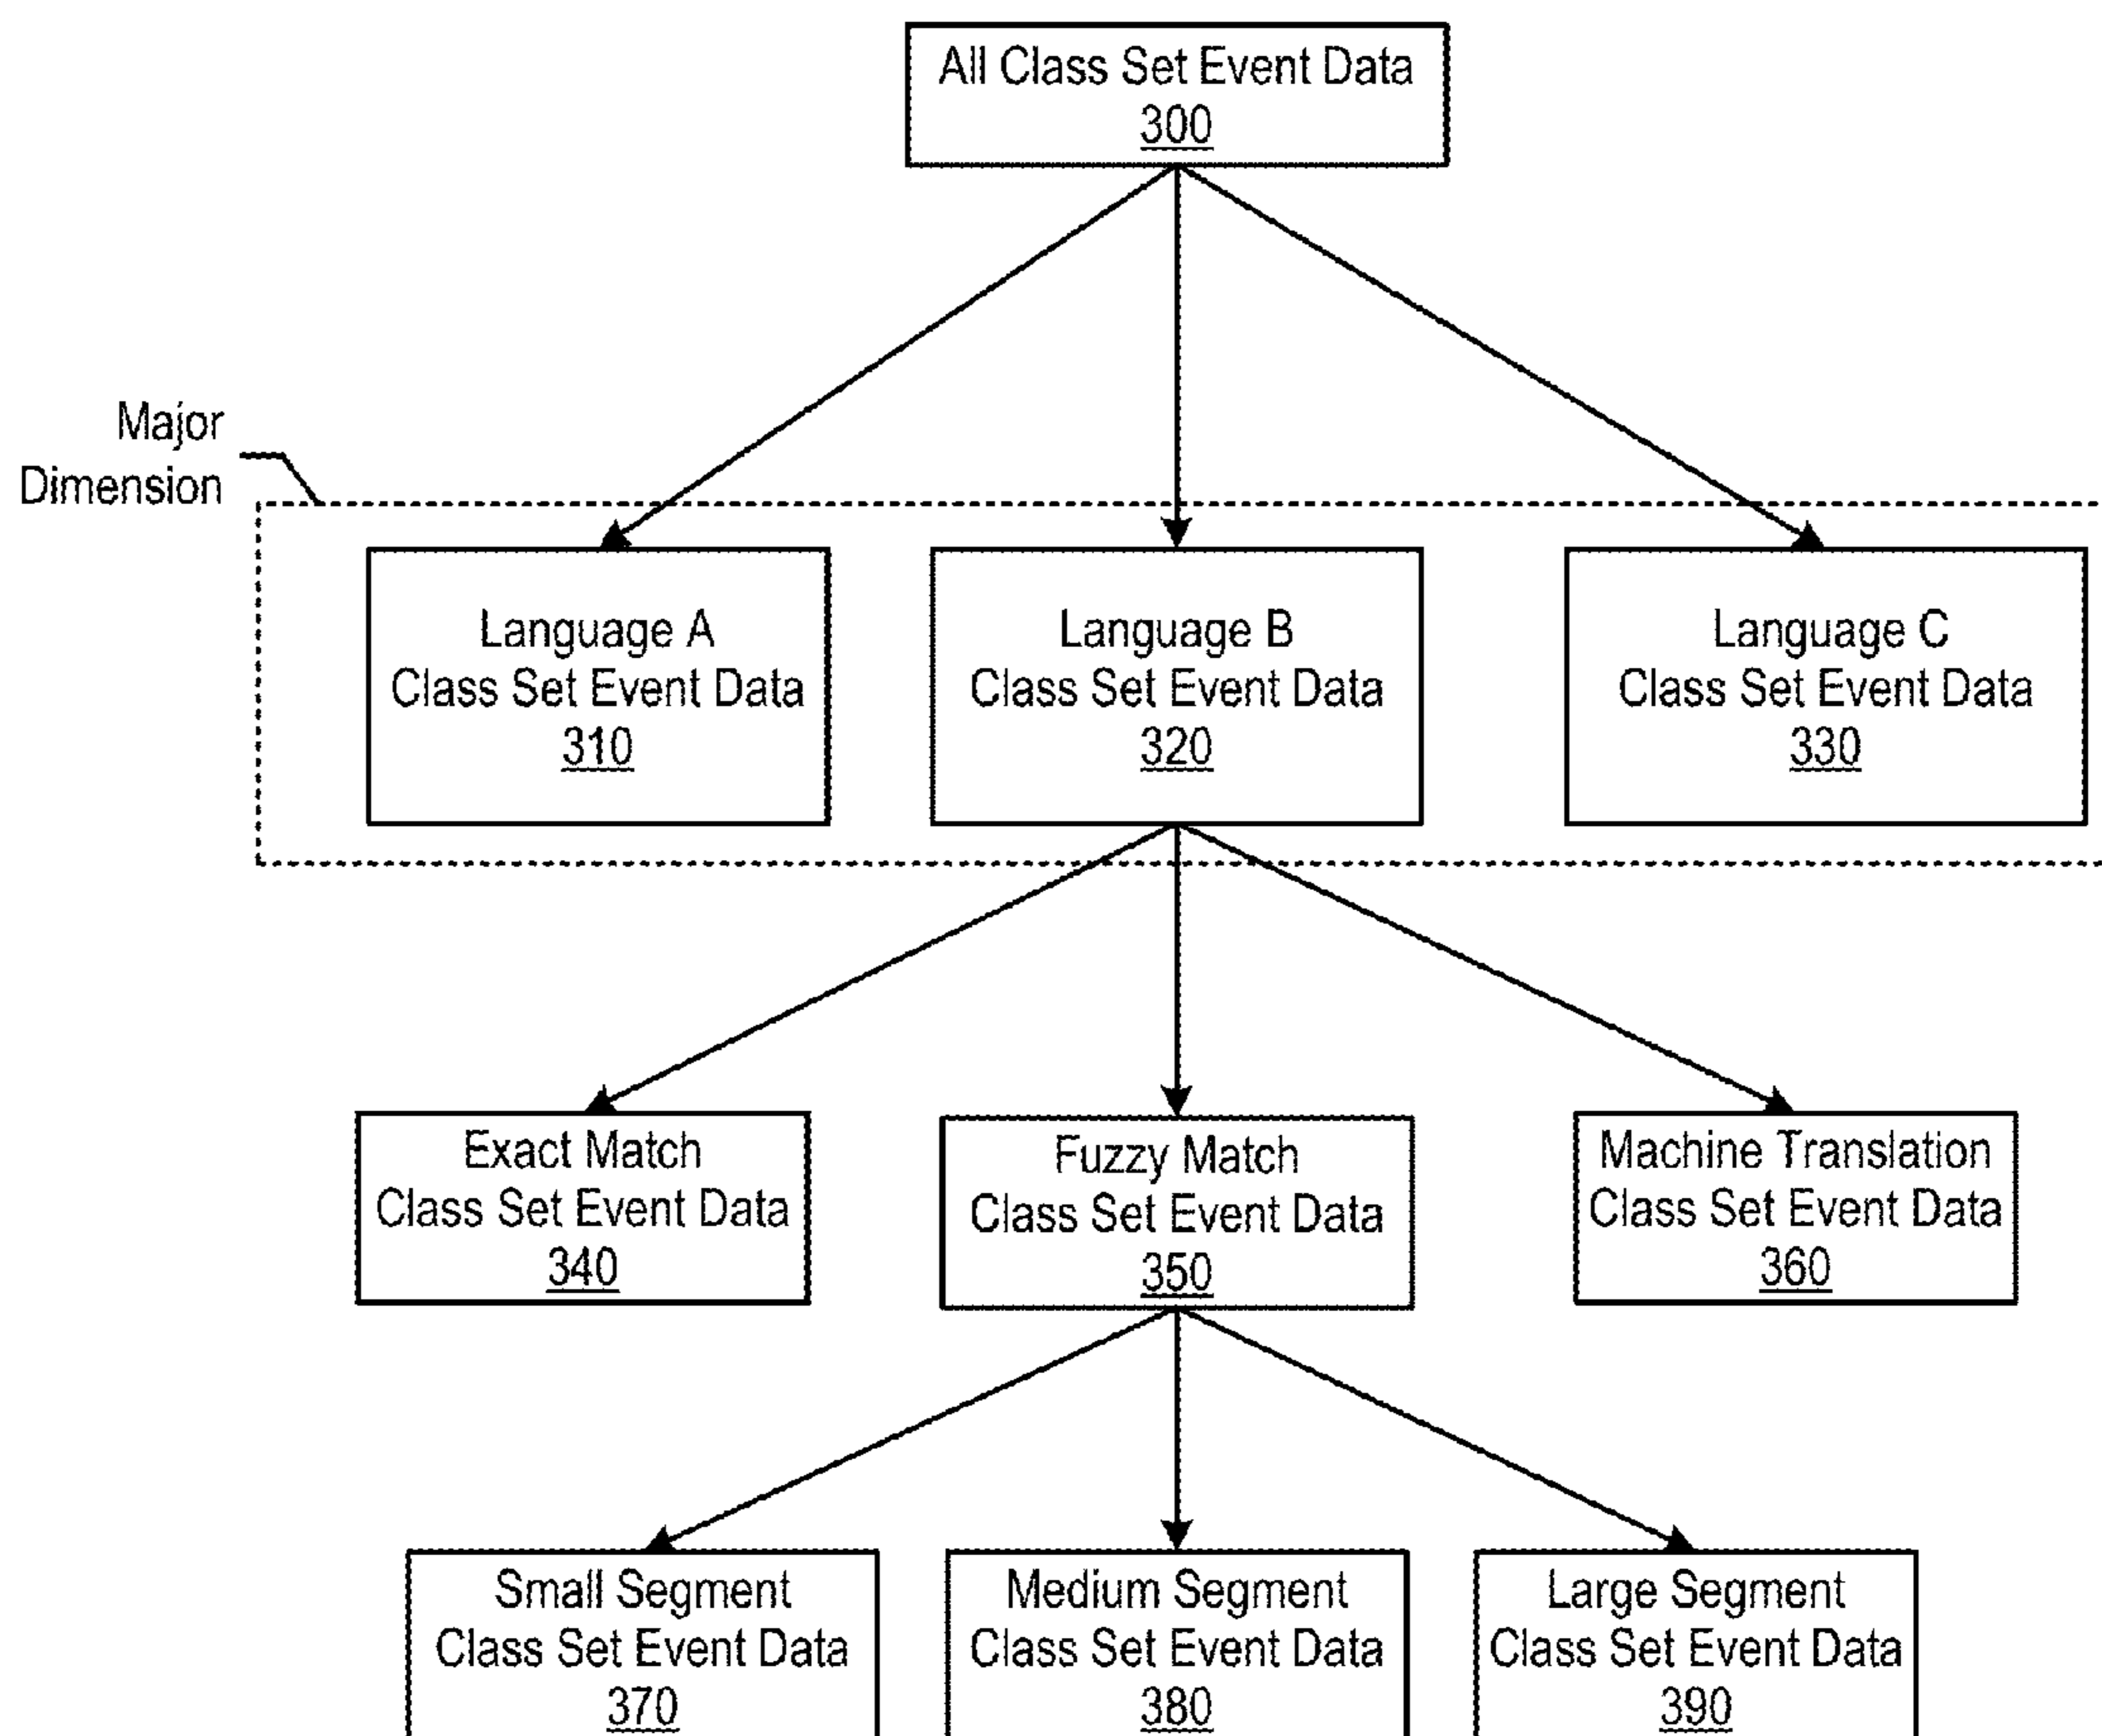 All Class Set Event Data
300
Major
Dimension
Language A
Class Set Event Data
310
Language B
Class Set Event Data
320
Language C
Class Set Event Data
330
Exact Match
Class Set Event Data
340
Fuzzy Match
Class Set Event Data
350
Machine Translation
Class Set Event Data
360
Small Segment
Class Set Event Data
370
Medium Segment
Class Set Event Data
380
Large Segment
Class Set Event Data
390